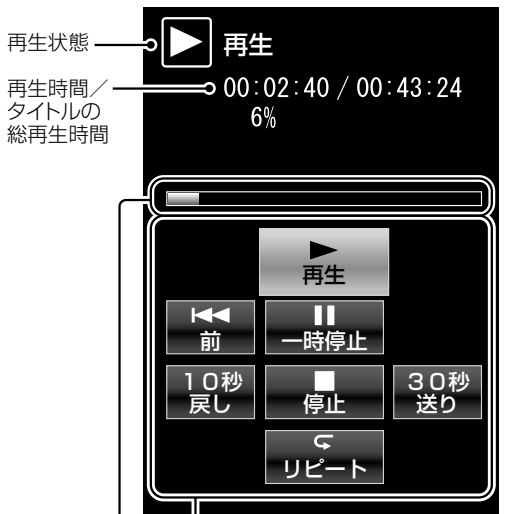 再生状態
再生
再生時間／
タイトルの
総再生時間
00:02:40 / 00:43:24
6%
再生
前
一時停止
10秒
戻し
停止
30秒
送り
リピート